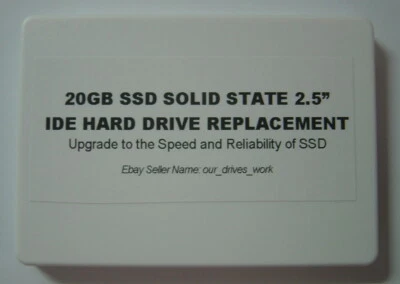 20GB SSD SOLID STATE 2.5”
IDE HARD DRIVE REPLACEMENT
Upgrade to the Speed and Reliability of SSD
Ebay Seller Name: our_drives_work